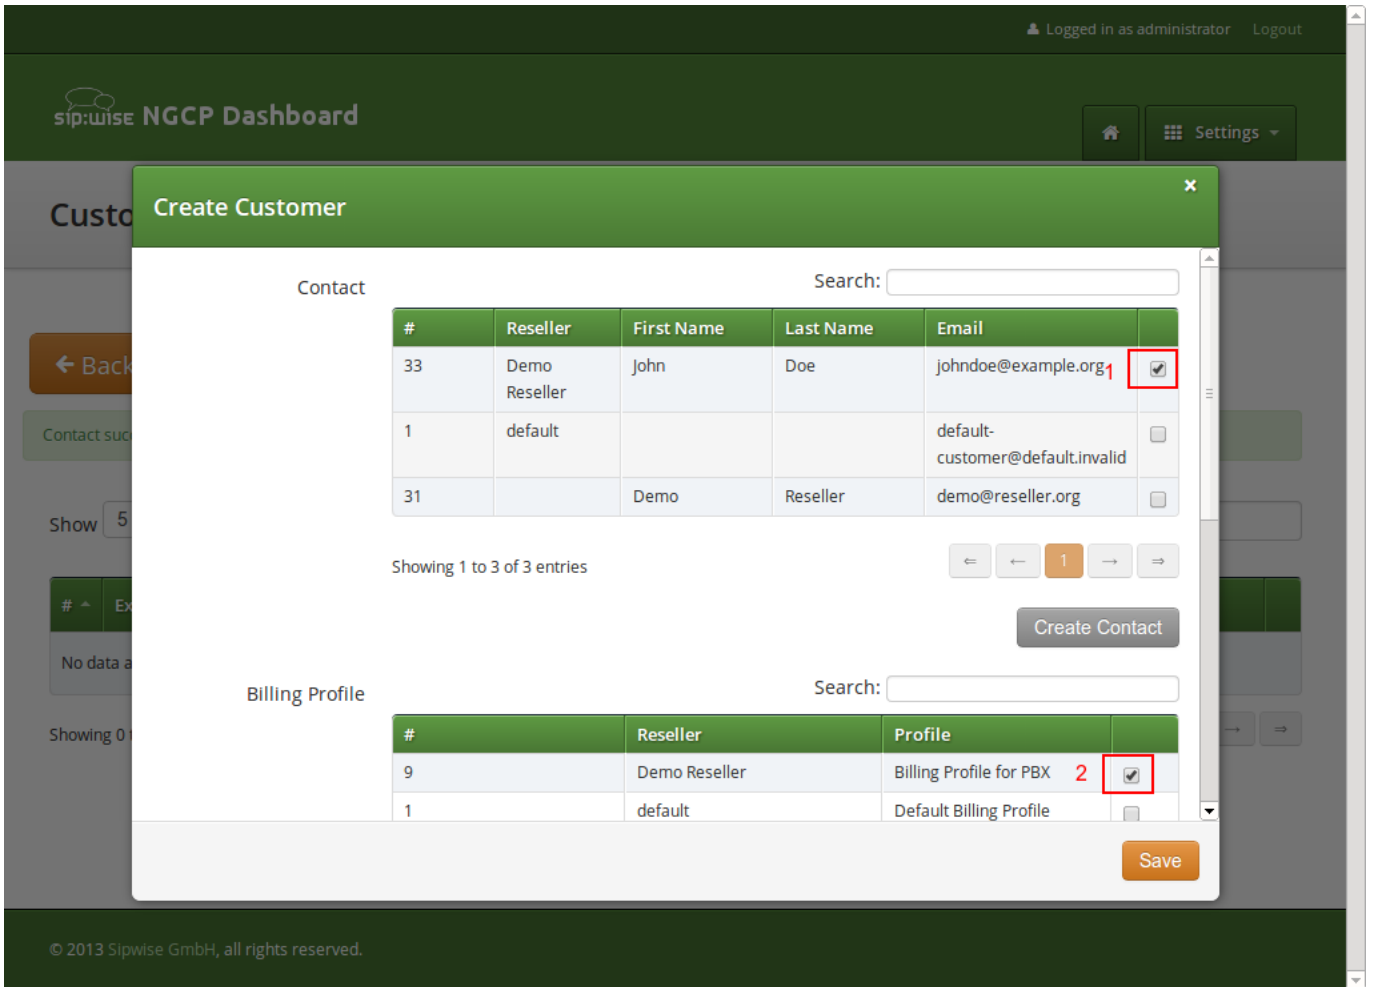 Logged in as administrator Logout
sip:wise NGCP Dashboard
Settings
Custo
Create Customer ×
Contact Search:
# Reseller First Name Last Name Email
33 Demo Reseller John Doe johndoe@example.org 1
1 default default-customer@default.invalid
31 Demo Reseller demo@reseller.org
Showing 1 to 3 of 3 entries ⇐ ← 1 → ⇒
Create Contact
Billing Profile Search:
# Reseller Profile
9 Demo Reseller Billing Profile for PBX 2
1 default Default Billing Profile
Save
← Back
Contact suc
Show 5
# Ex
No data a
Showing 0 → ⇒
© 2013 Sipwise GmbH, all rights reserved.